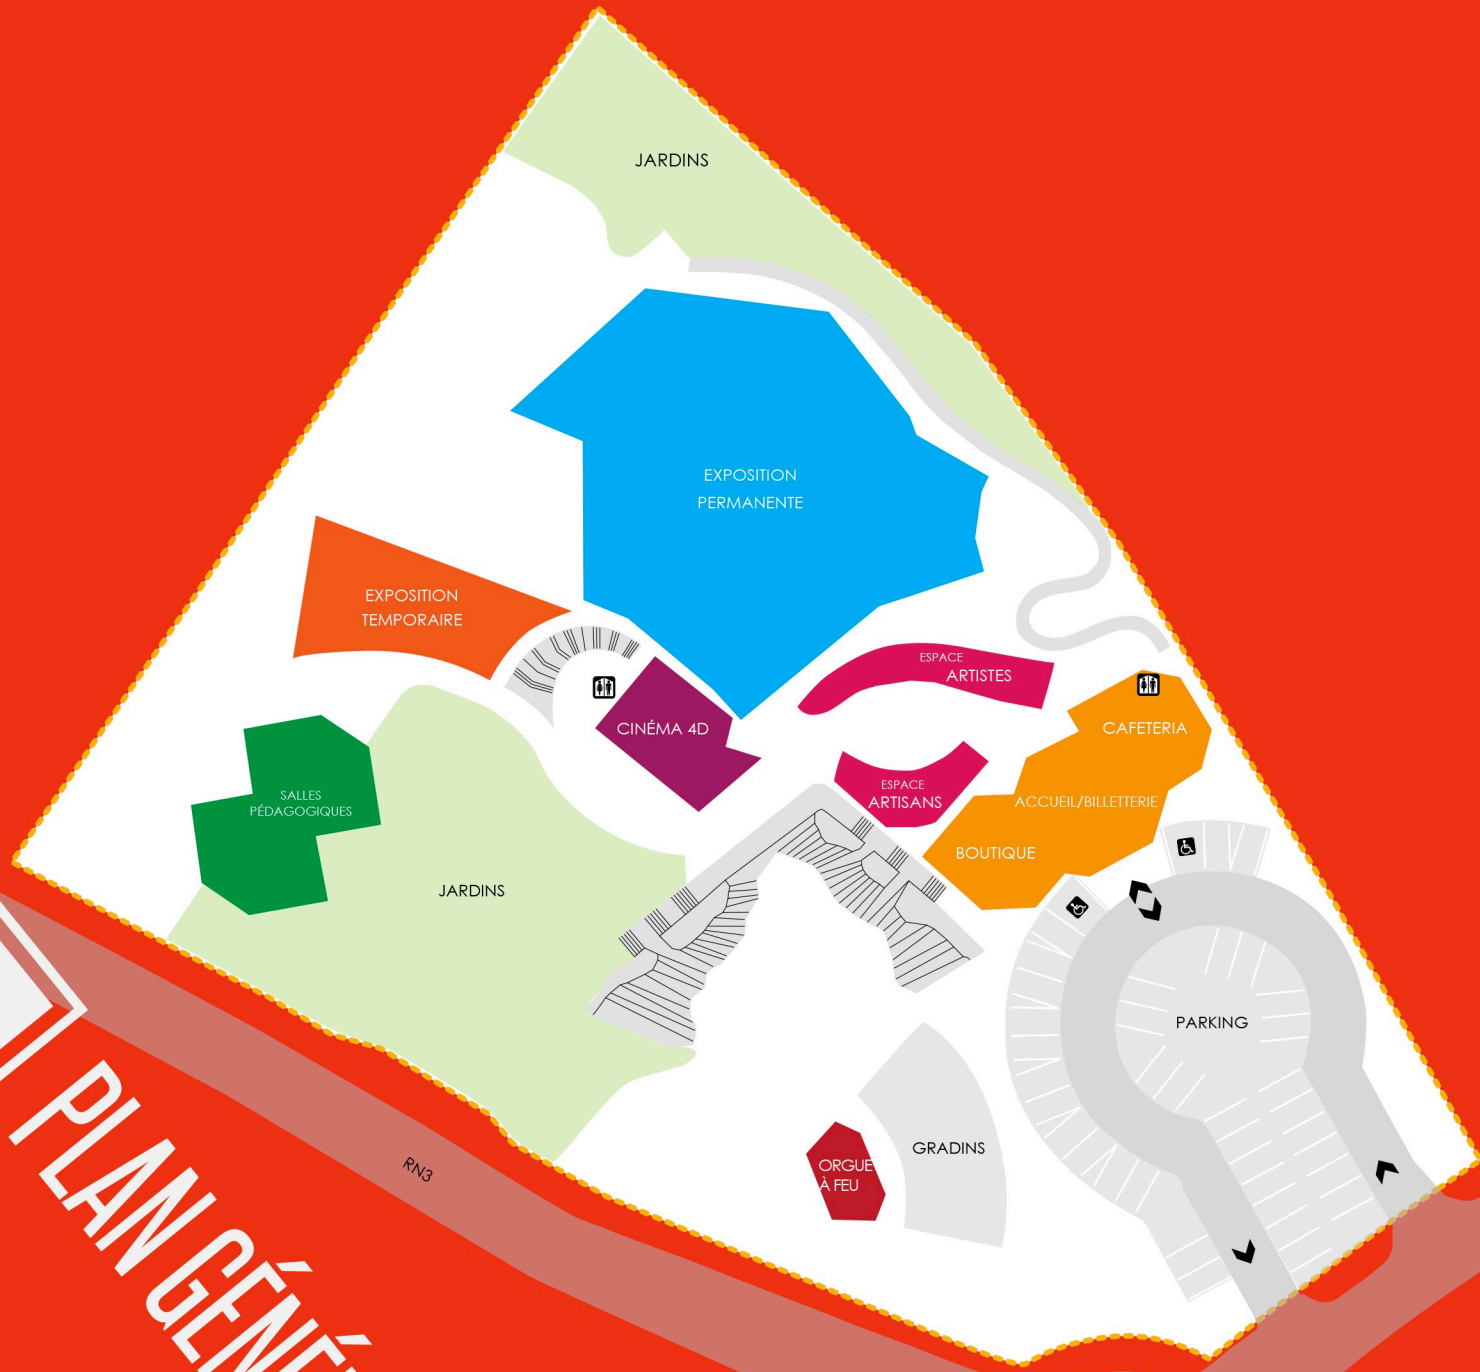 JARDINS
EXPOSITION
PERMANENTE
EXPOSITION
TEMPORAIRE
ESPACE
ARTISTES
CINÉMA 4D
CAFETERIA
ESPACE
ARTISANS
ACCUEIL/BILLETTERIE
BOUTIQUE
SALLES
PÉDAGOGIQUES
JARDINS
PARKING
GRADINS
ORGUE
À FEU
RN3
PLAN GÉNÉ